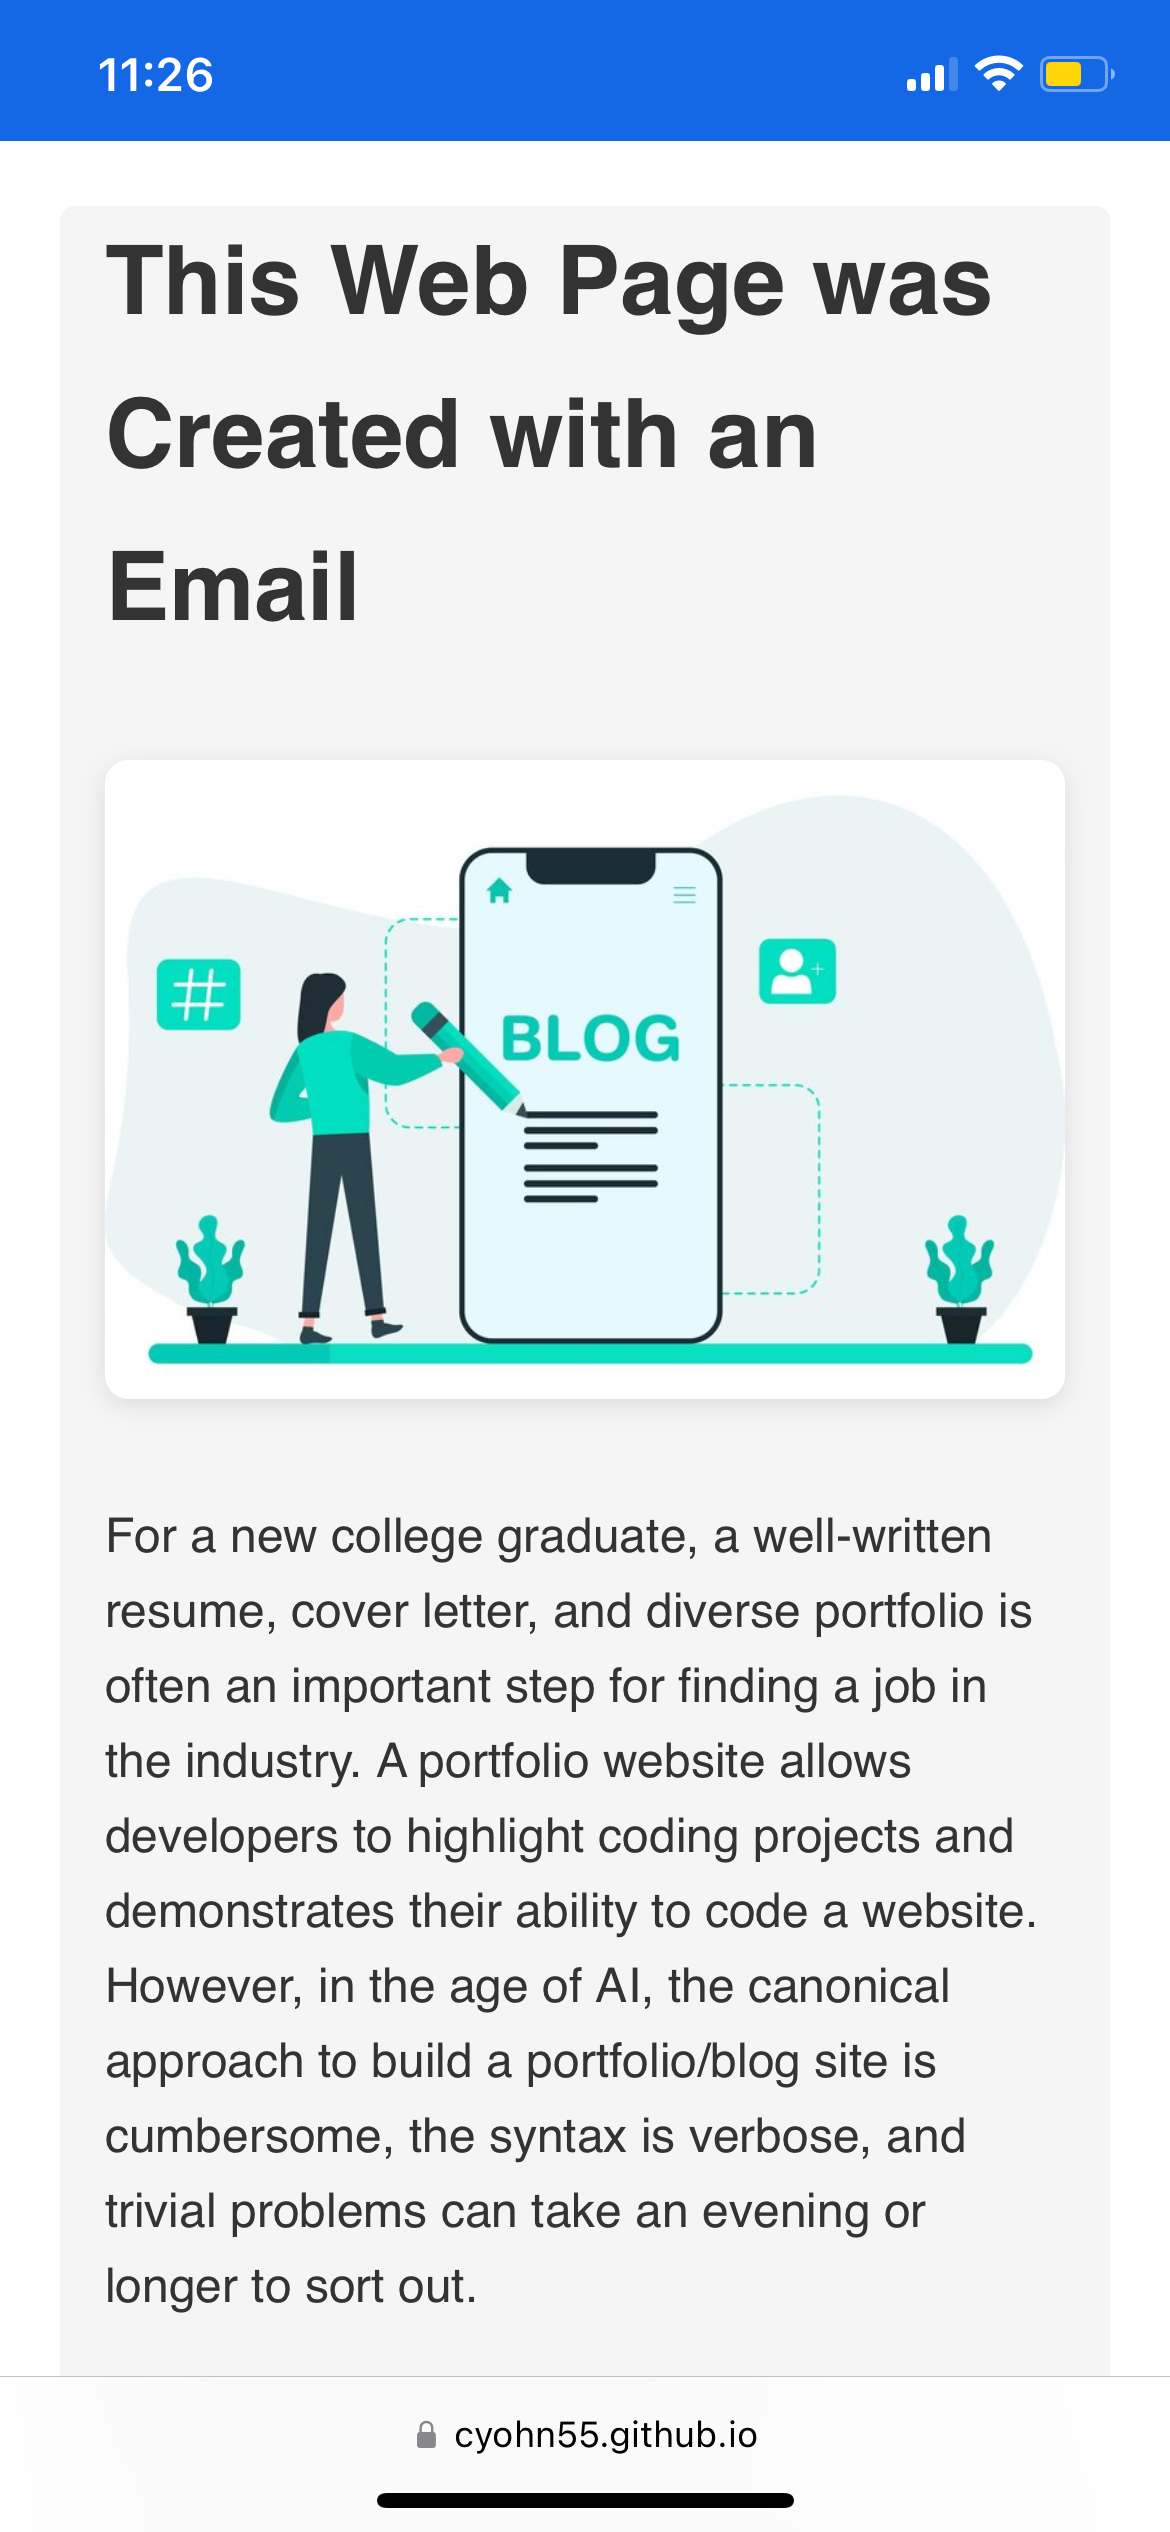 11:26
This Web Page was
Created with an
Email
#
BLOG
For a new college graduate, a well-written
resume, cover letter, and diverse portfolio is
often an important step for finding a job in
the industry. A portfolio website allows
developers to highlight coding projects and
demonstrates their ability to code a website.
However, in the age of AI, the canonical
approach to build a portfolio/blog site is
cumbersome, the syntax is verbose, and
trivial problems can take an evening or
longer to sort out.
cyohn55.github.io